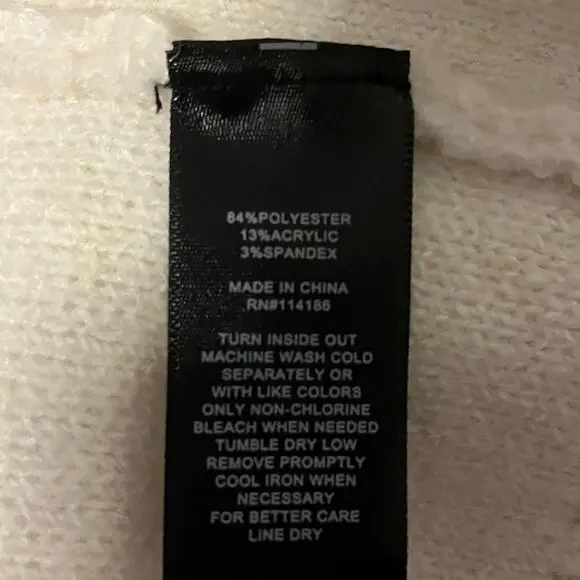 84%POLYESTER
13%ACRYLIC
3%SPANDEX
MADE IN CHINA
RN#114186
TURN INSIDE OUT
MACHINE WASH COLD
SEPARATELY OR
WITH LIKE COLORS
ONLY NON-CHLORINE
BLEACH WHEN NEEDED
TUMBLE DRY LOW
REMOVE PROMPTLY
COOL IRON WHEN
NECESSARY
FOR BETTER CARE
LINE DRY